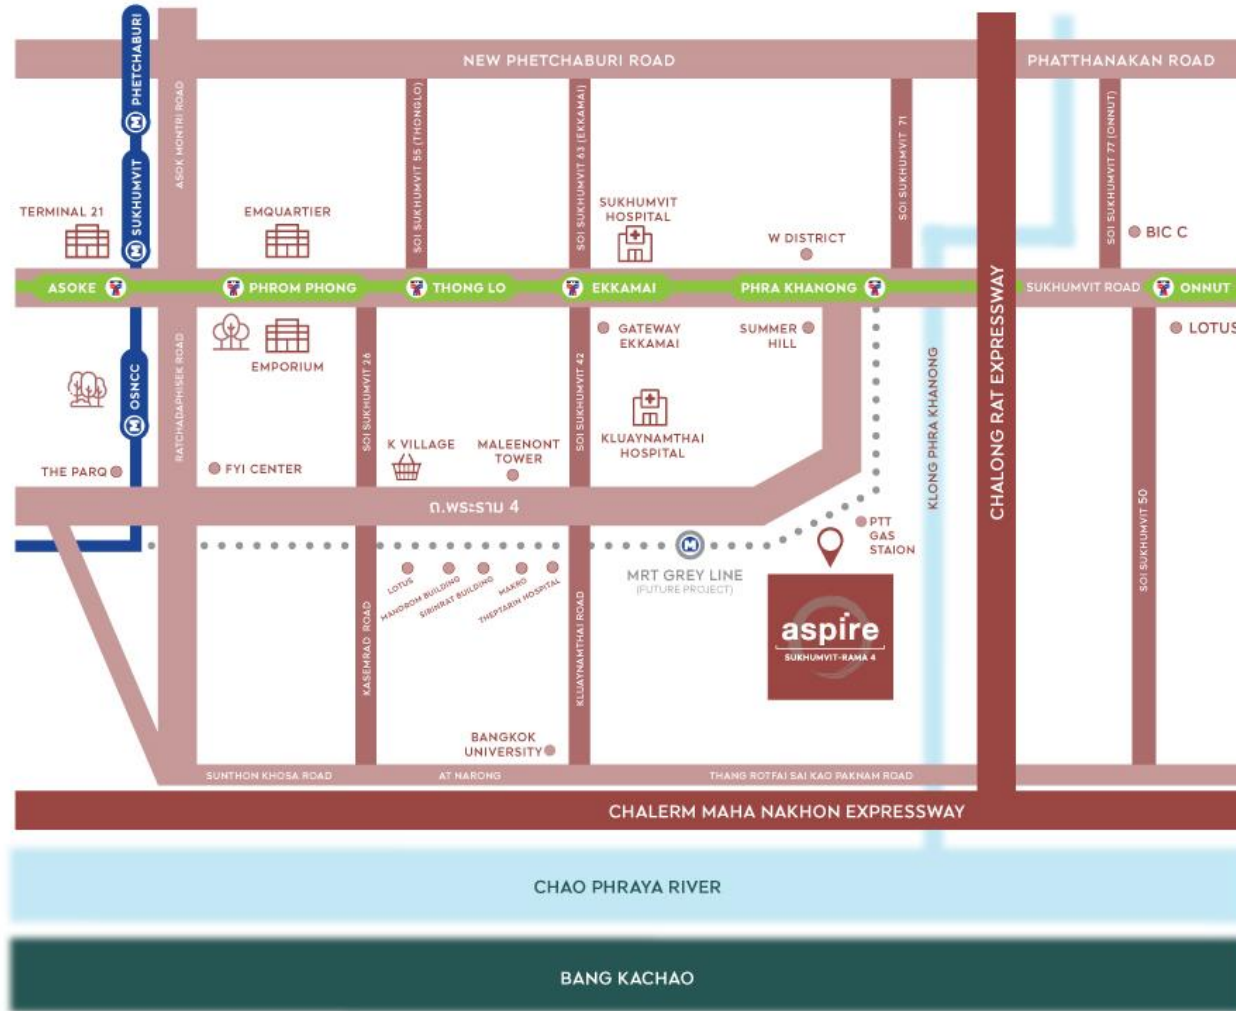 PHETCHABURI
NEW PHETCHABURI ROAD
PHATTHANAKAN ROAD
ASOK MONTRI ROAD
SUKHUMVIT
SOI SUKHUMVIT 55 (THONGLO)
SOI SUKHUMVIT 63 (EKKAMAI)
SOI SUKHUMVIT 71
SOI SUKHUMVIT 77 (ONNUT)
TERMINAL 21
EMQUARTIER
SUKHUMVIT
HOSPITAL
W DISTRICT
BIC C
ASOKE
PHROM PHONG
THONG LO
EKKAMAI
PHRA KHANONG
SUKHUMVIT ROAD
ONNUT
CHALONG RAT EXPRESSWAY
OSNCC
RATCHADAPHISEK ROAD
EMPORIUM
SOI SUKHUMVIT 26
SOI SUKHUMVIT 42
GATEWAY
EKKAMAI
SUMMER
HILL
LOTUS
KLONG PHRA KHANONG
KLUAYNAMTHAI
HOSPITAL
THE PARQ
FYI CENTER
K VILLAGE
MALEENONT
TOWER
ถ.พระราม 4
SOI SUKHUMVIT 50
PTT
GAS
STAION
M
MRT GREY LINE
(FUTURE PROJECT)
LOTUS
MANOROM BUILDING
SIRINRAT BUILDING
MAKRO
THEPTARIN HOSPITAL
KASEMRAD ROAD
KLUAYNAMTHAI ROAD
aspire
SUKHUMVIT-RAMA 4
BANGKOK
UNIVERSITY
SUNTHON KHOSA ROAD
AT NARONG
THANG ROTFAI SAI KAO PAKNAM ROAD
CHALERM MAHA NAKHON EXPRESSWAY
CHAO PHRAYA RIVER
BANG KACHAO